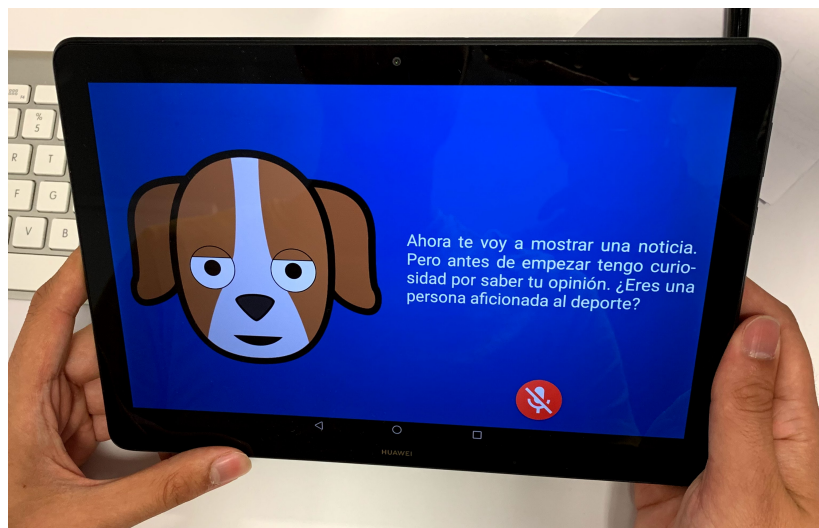 %
5
R T
F G
V B
Ahora te voy a mostrar una noticia.
Pero antes de empezar tengo curio-
sidad por saber tu opinión. ¿Eres una
persona aficionada al deporte?
HUAWEI